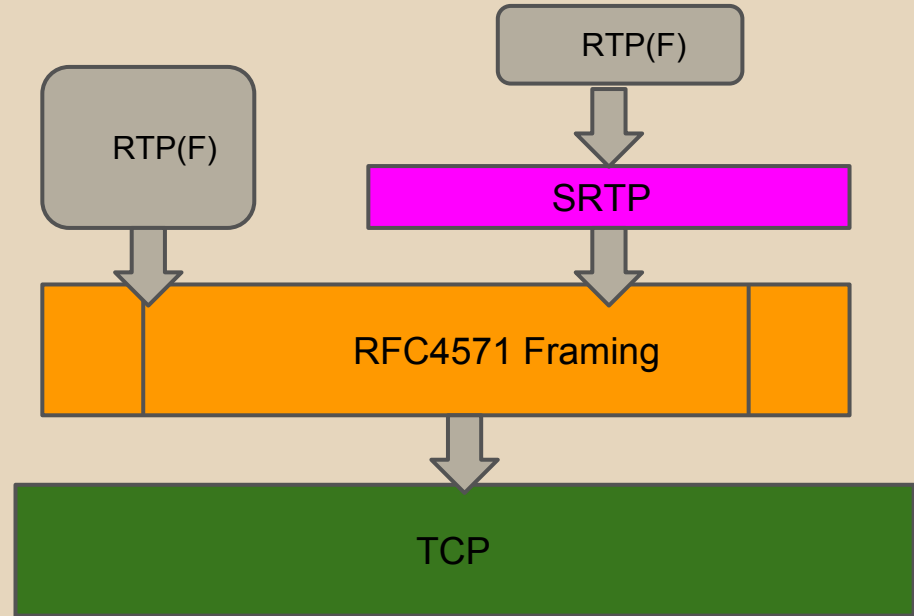 RTP(F)
RTP(F)
SRTP
RFC4571 Framing
TCP